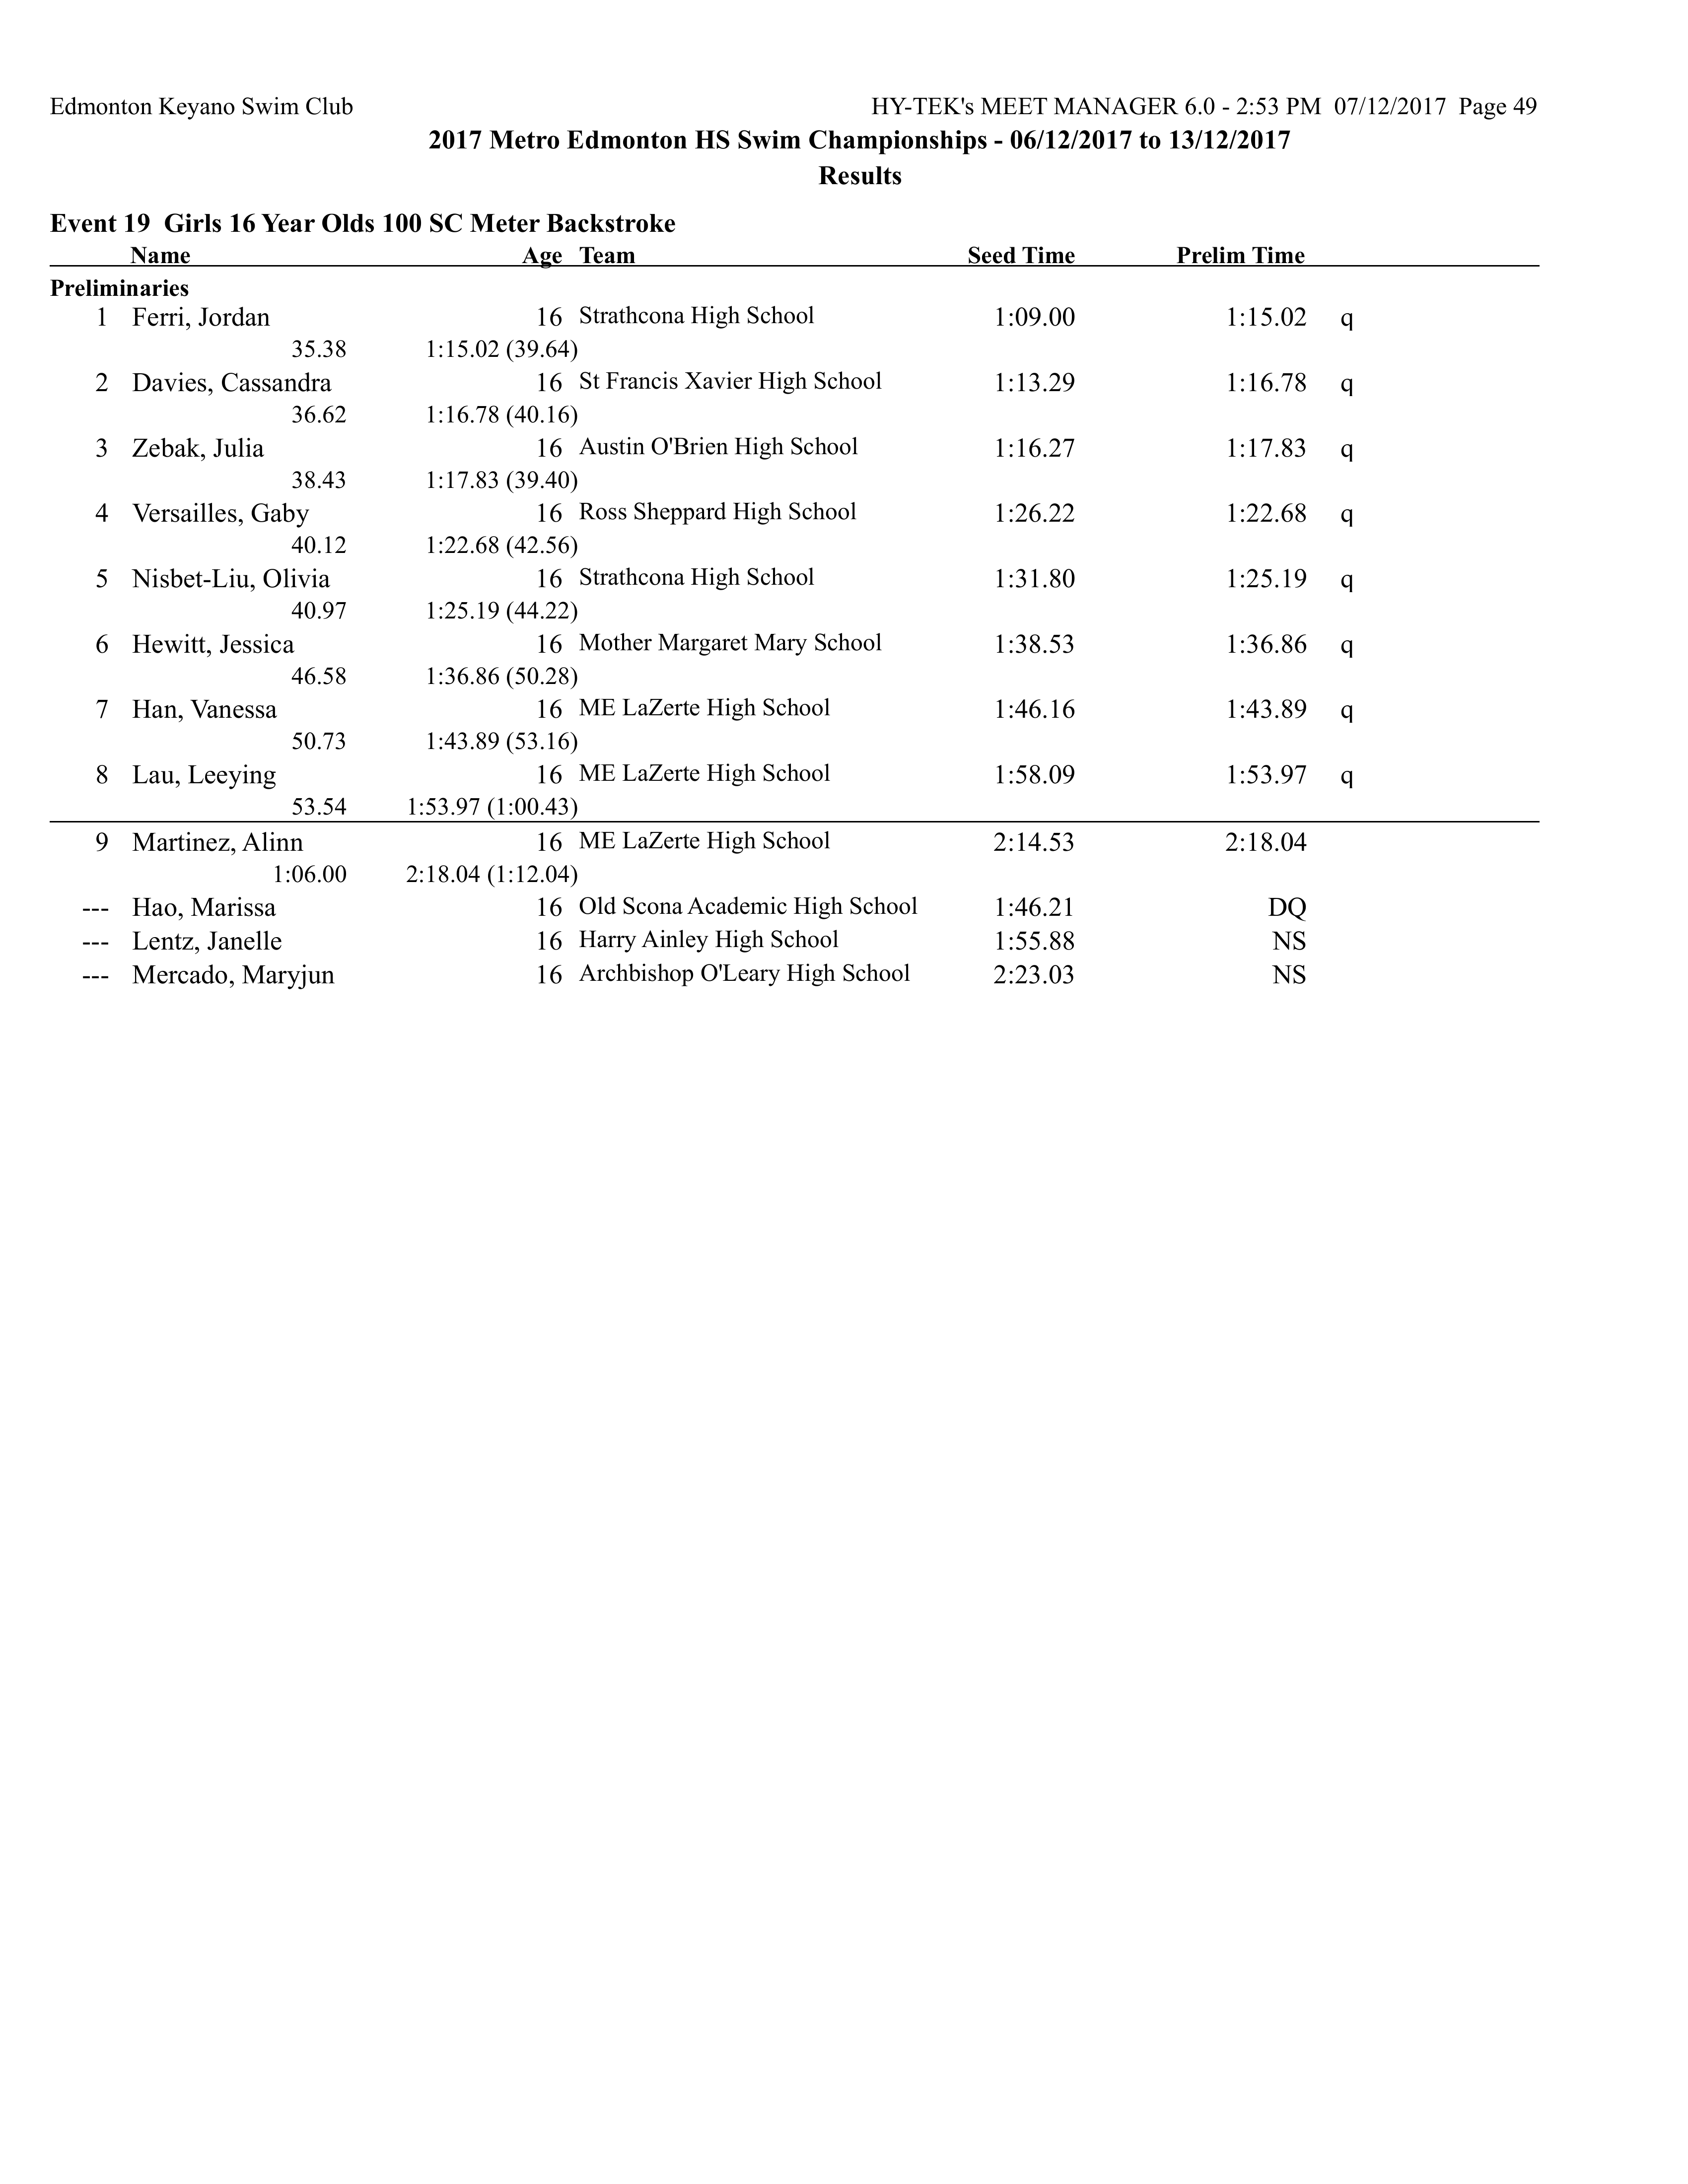 Edmonton Keyano Swim Club HY-TEK's MEET MANAGER 6.0 - 2:53 PM 07/12/2017 Page 49
2017 Metro Edmonton HS Swim Championships - 06/12/2017 to 13/12/2017
Results
Event 19 Girls 16 Year Olds 100 SC Meter Backstroke
Name Age Team Seed Time Prelim Time
Preliminaries
1 Ferri, Jordan 16 Strathcona High School 1:09.00 1:15.02 q
35.38 1:15.02 (39.64)
2 Davies, Cassandra 16 St Francis Xavier High School 1:13.29 1:16.78 q
36.62 1:16.78 (40.16)
3 Zebak, Julia 16 Austin O'Brien High School 1:16.27 1:17.83 q
38.43 1:17.83 (39.40)
4 Versailles, Gaby 16 Ross Sheppard High School 1:26.22 1:22.68 q
40.12 1:22.68 (42.56)
5 Nisbet-Liu, Olivia 16 Strathcona High School 1:31.80 1:25.19 q
40.97 1:25.19 (44.22)
6 Hewitt, Jessica 16 Mother Margaret Mary School 1:38.53 1:36.86 q
46.58 1:36.86 (50.28)
7 Han, Vanessa 16 ME LaZerte High School 1:46.16 1:43.89 q
50.73 1:43.89 (53.16)
8 Lau, Leeying 16 ME LaZerte High School 1:58.09 1:53.97 q
53.54 1:53.97 (1:00.43)
9 Martinez, Alinn 16 ME LaZerte High School 2:14.53 2:18.04
1:06.00 2:18.04 (1:12.04)
--- Hao, Marissa 16 Old Scona Academic High School 1:46.21 DQ
--- Lentz, Janelle 16 Harry Ainley High School 1:55.88 NS
--- Mercado, Maryjun 16 Archbishop O'Leary High School 2:23.03 NS